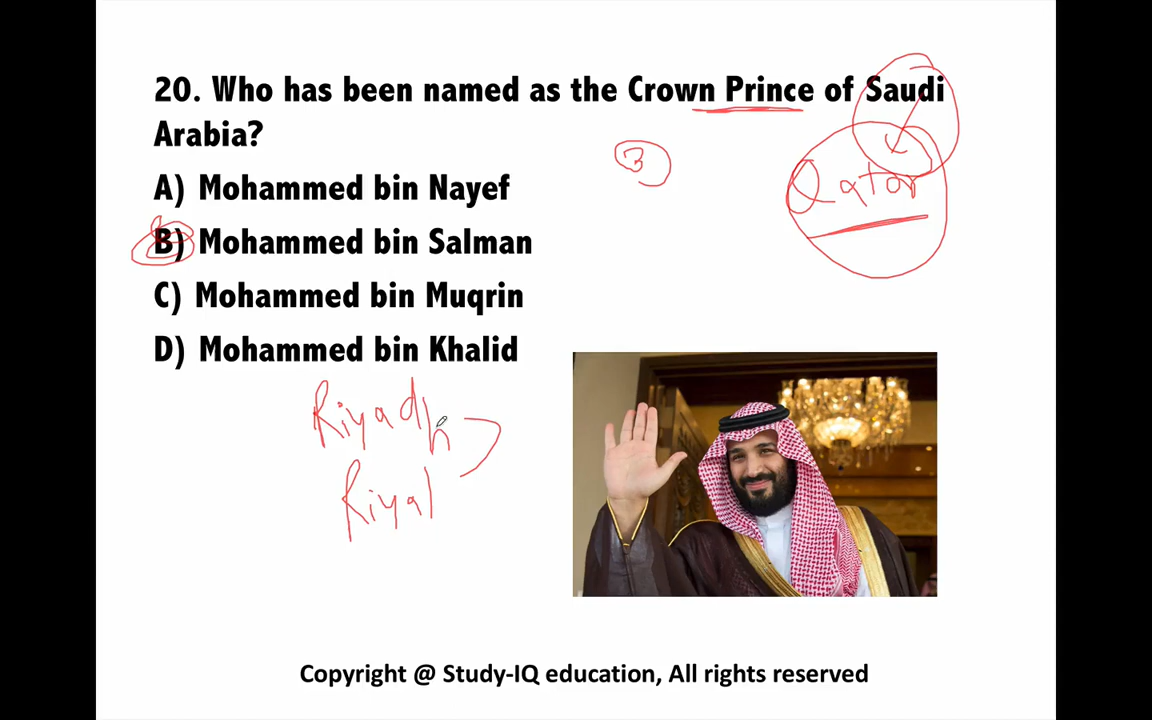 20. Who has been named as the Crown Prince of Saudi
Arabia?
3
Qatar
A) Mohammed bin Nayef
B) Mohammed bin Salman
C) Mohammed bin Muqrin
D) Mohammed bin Khalid
Riyadh
Riyal
Copyright @ Study-IQ education, All rights reserved